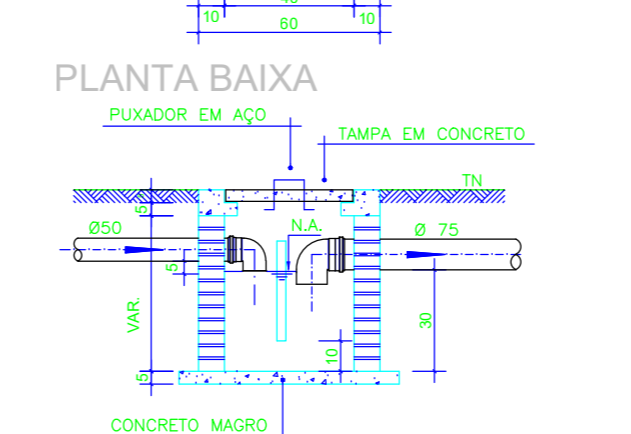 40
10
10
60
PLANTA BAIXA
PUXADOR EM AÇO
TAMPA EM CONCRETO
TN
5
Ø50
N.A.
Ø 75
5
VAR.
30
10
5
CONCRETO MAGRO